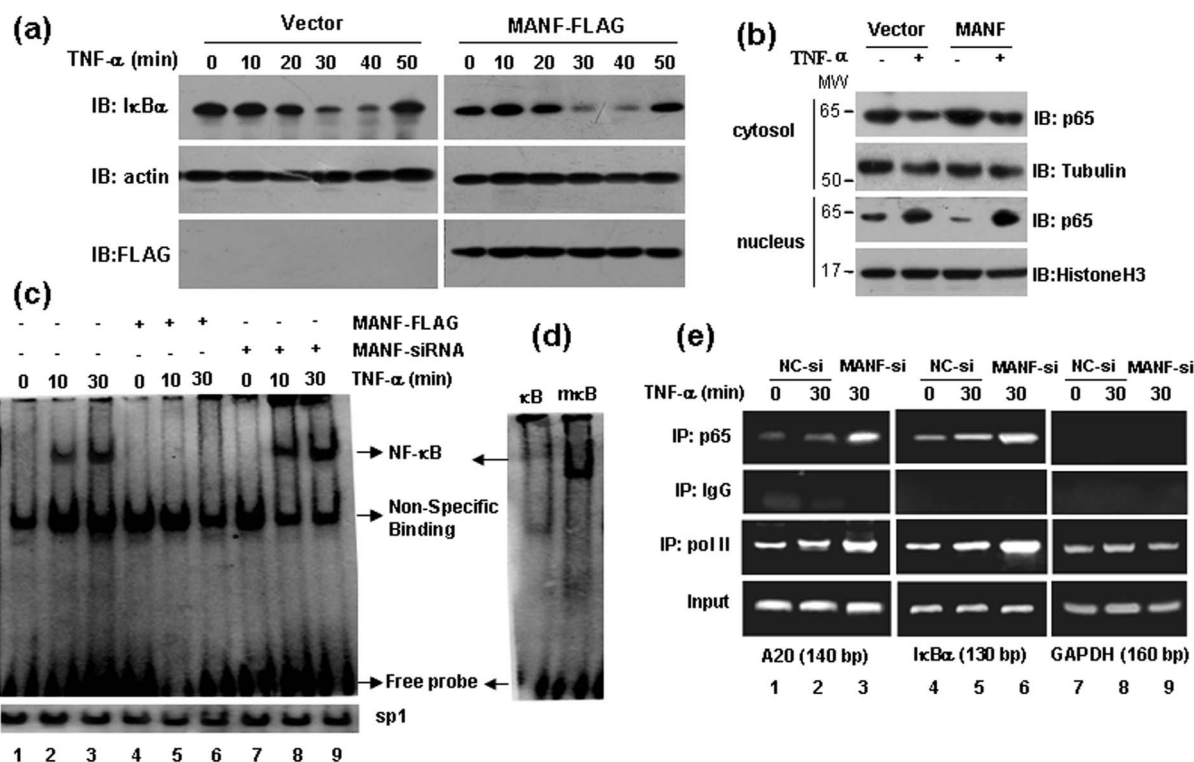 (a)
Vector
MANF-FLAG
TNF-α (min)
0 10 20 30 40 50
0 10 20 30 40 50
IB: IκBα
IB: actin
IB:FLAG
(b)
Vector MANF
TNF-α - + - +
MW
cytosol
65
IB: p65
50
IB: Tubulin
nucleus
65
IB: p65
17
IB:HistoneH3
(c)
- - - + + + - - - MANF-FLAG
- - - - - - + + + MANF-siRNA
0 10 30 0 10 30 0 10 30 TNF-α (min)
NF-κB
Non-Specific
Binding
Free probe
sp1
1 2 3 4 5 6 7 8 9
(d)
κB mκB
(e)
NC-si MANF-si NC-si MANF-si NC-si MANF-si
TNF-α (min) 0 30 30 0 30 30 0 30 30
IP: p65
IP: IgG
IP: pol II
Input
A20 (140 bp) IκBα (130 bp) GAPDH (160 bp)
1 2 3 4 5 6 7 8 9